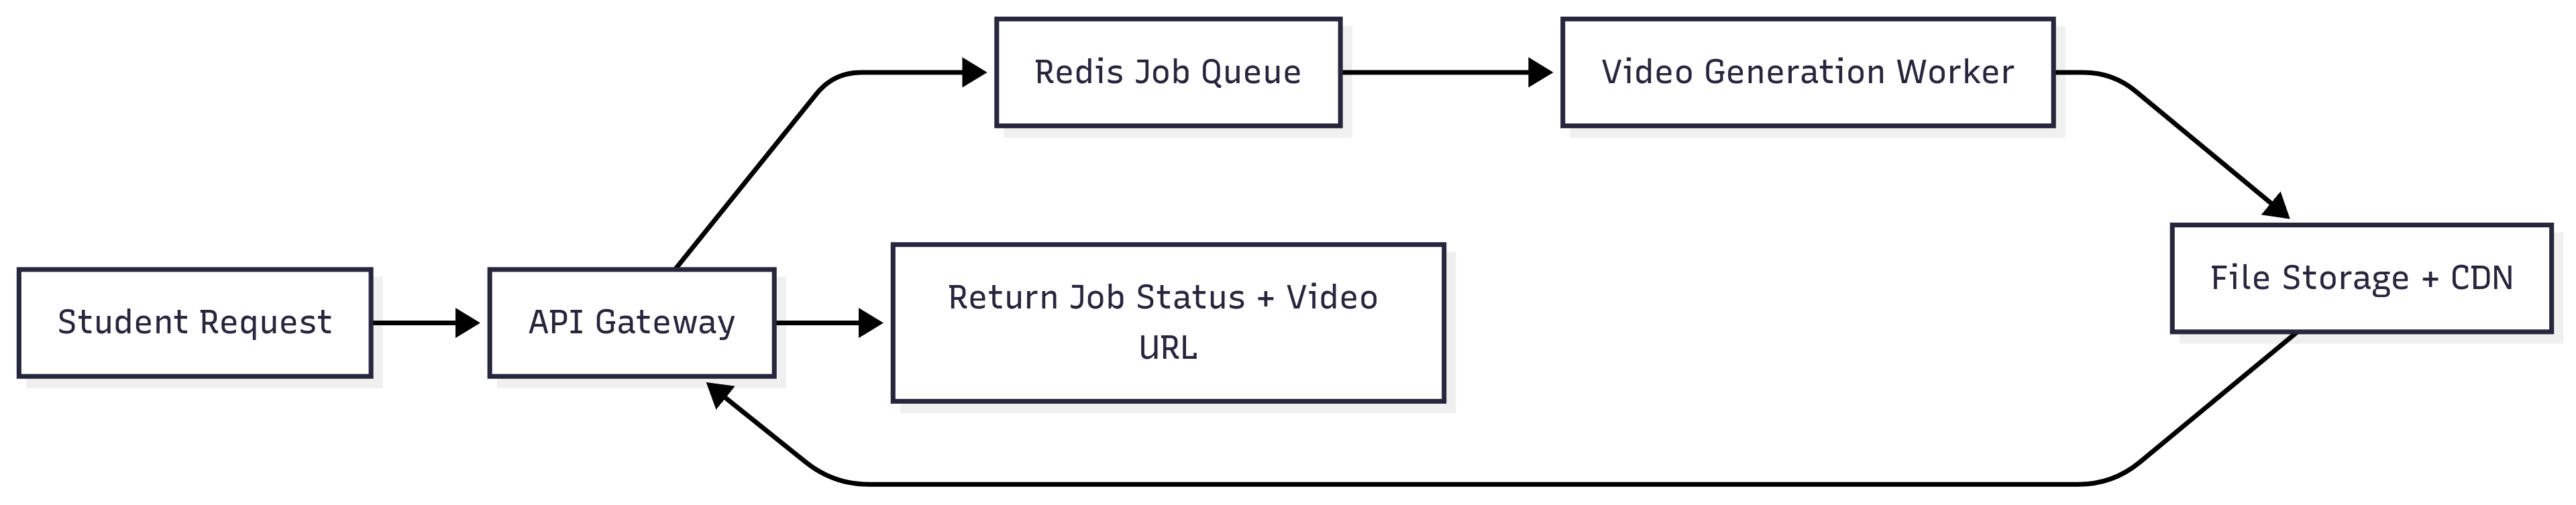 Redis Job Queue
Video Generation Worker
Student Request
API Gateway
Return Job Status + Video
URL
File Storage + CDN